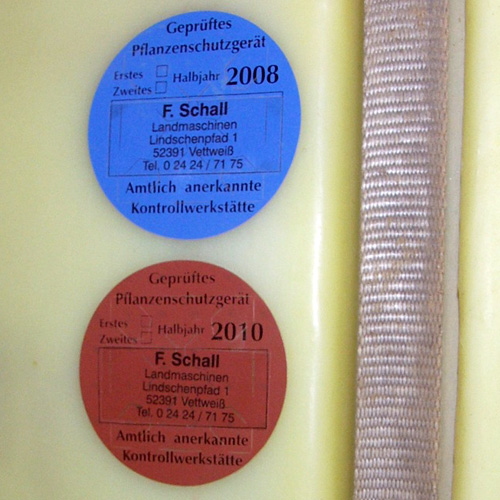 Geprüftes
Pflanzenschutzgerät
Erstes Halbjahr 2008
Zweites
F. Schall
Landmaschinen
Lindschenpfad 1
52391 Vettweiß
Tel. 0 24 24 / 71 75
Amtlich anerkannte
Kontrollwerkstätte
Geprüftes
Pflanzenschutzgerät
Erstes Halbjahr 2010
Zweites
F. Schall
Landmaschinen
Lindschenpfad 1
52391 Vettweiß
Tel. 0 24 24 / 71 75
Amtlich anerkannte
Kontrollwerkstätte